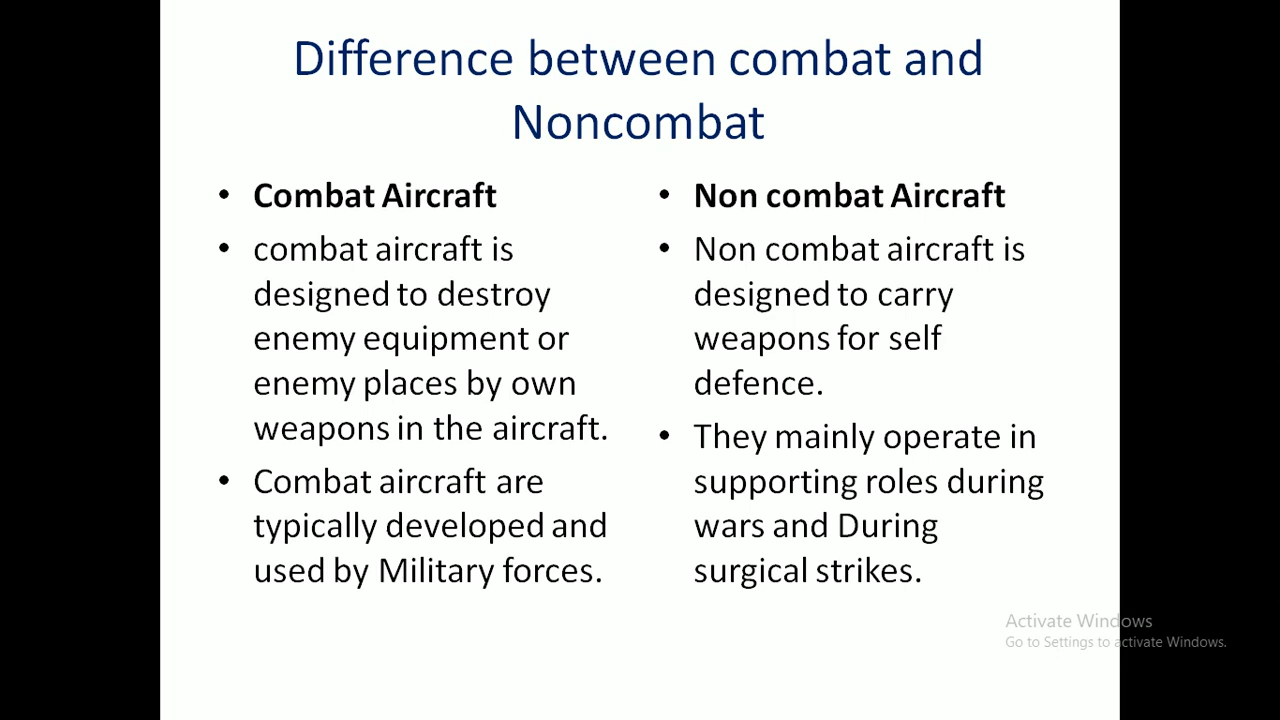 Difference between combat and
Noncombat
• Combat Aircraft
• combat aircraft is
designed to destroy
enemy equipment or
enemy places by own
weapons in the aircraft.
• Combat aircraft are
typically developed and
used by Military forces.
• Non combat Aircraft
• Non combat aircraft is
designed to carry
weapons for self
defence.
• They mainly operate in
supporting roles during
wars and During
surgical strikes.
Activate Windows
Go to Settings to activate Windows.